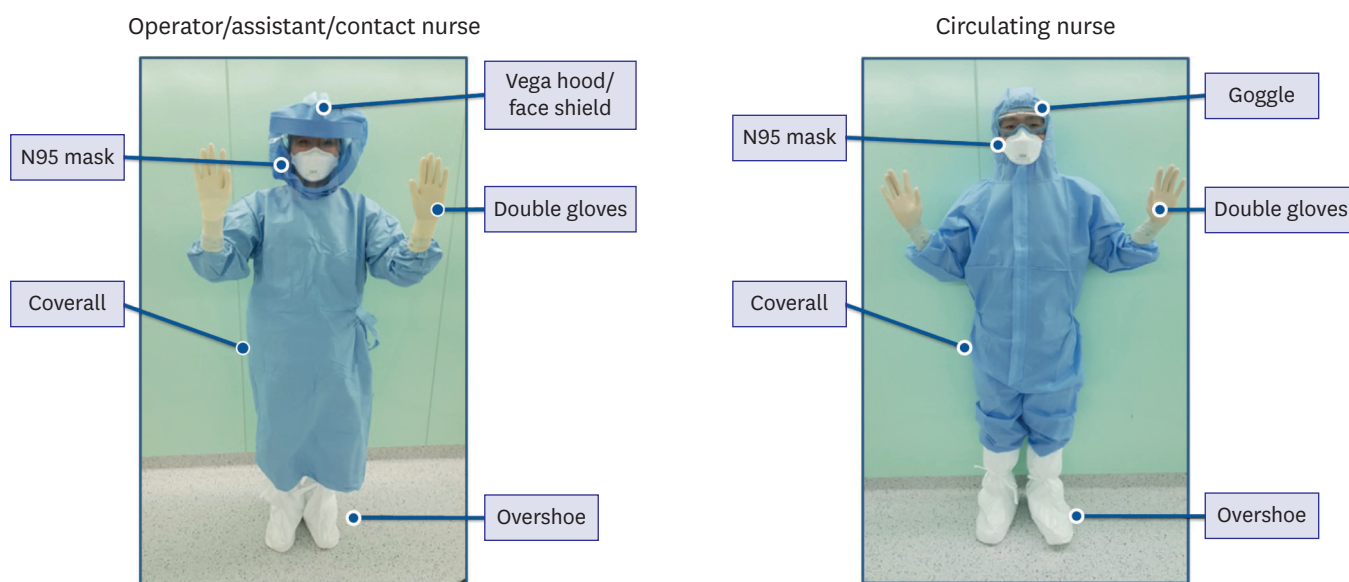 Operator/assistant/contact nurse
Vega hood/
face shield
N95 mask
Double gloves
Coverall
Overshoe
Circulating nurse
Goggle
N95 mask
Double gloves
Coverall
Overshoe